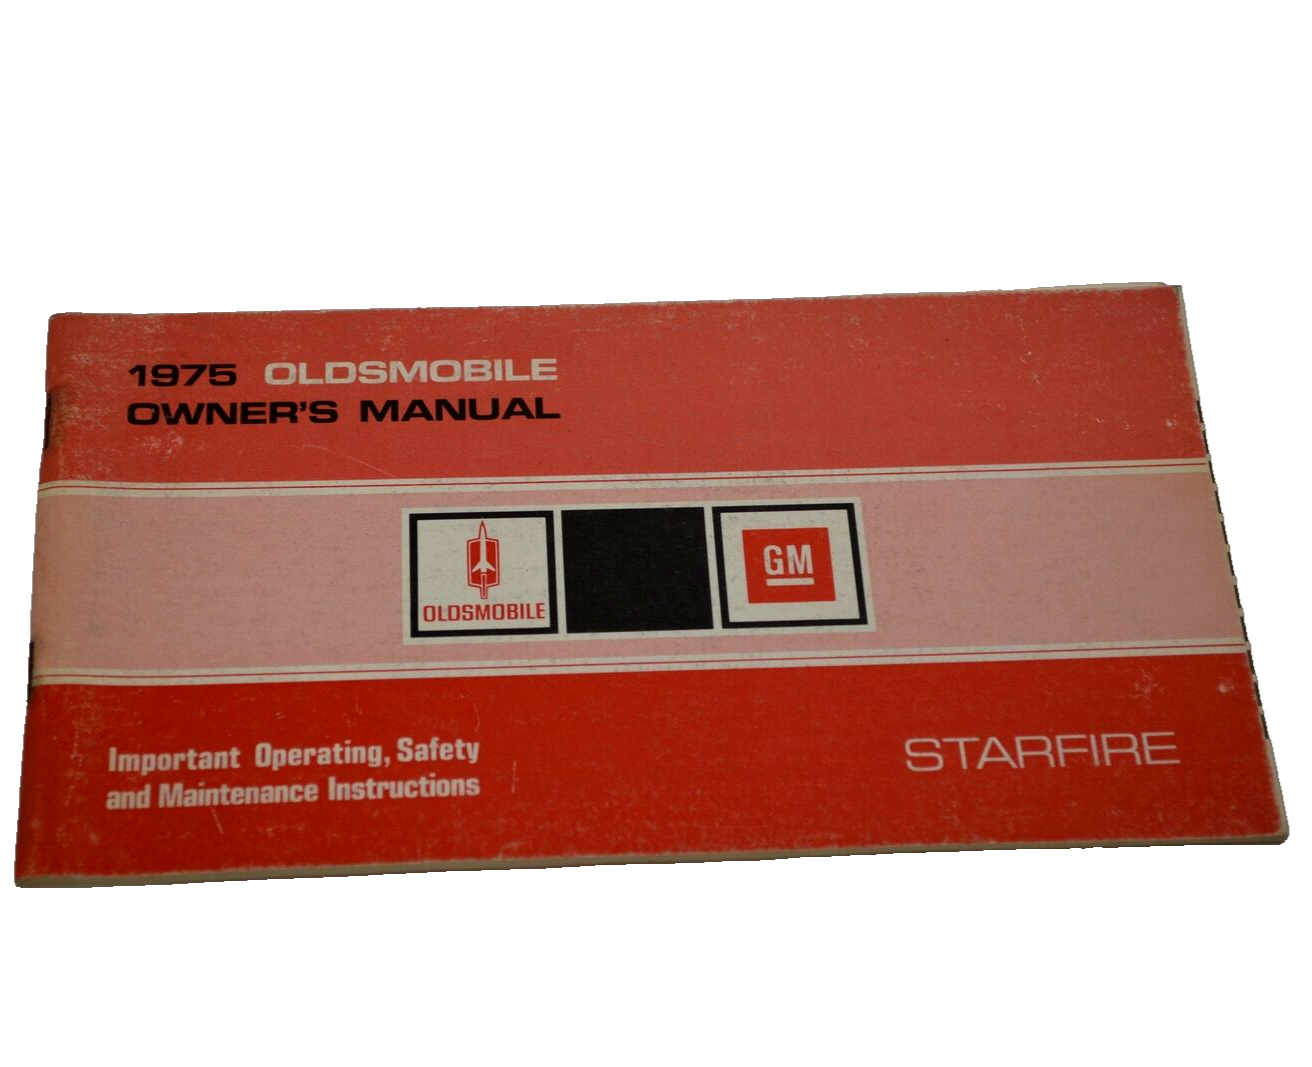 1975 OLDSMOBILE
OWNER'S MANUAL
OLDSMOBILE
GM
Important Operating, Safety
and Maintenance Instructions
STARFIRE